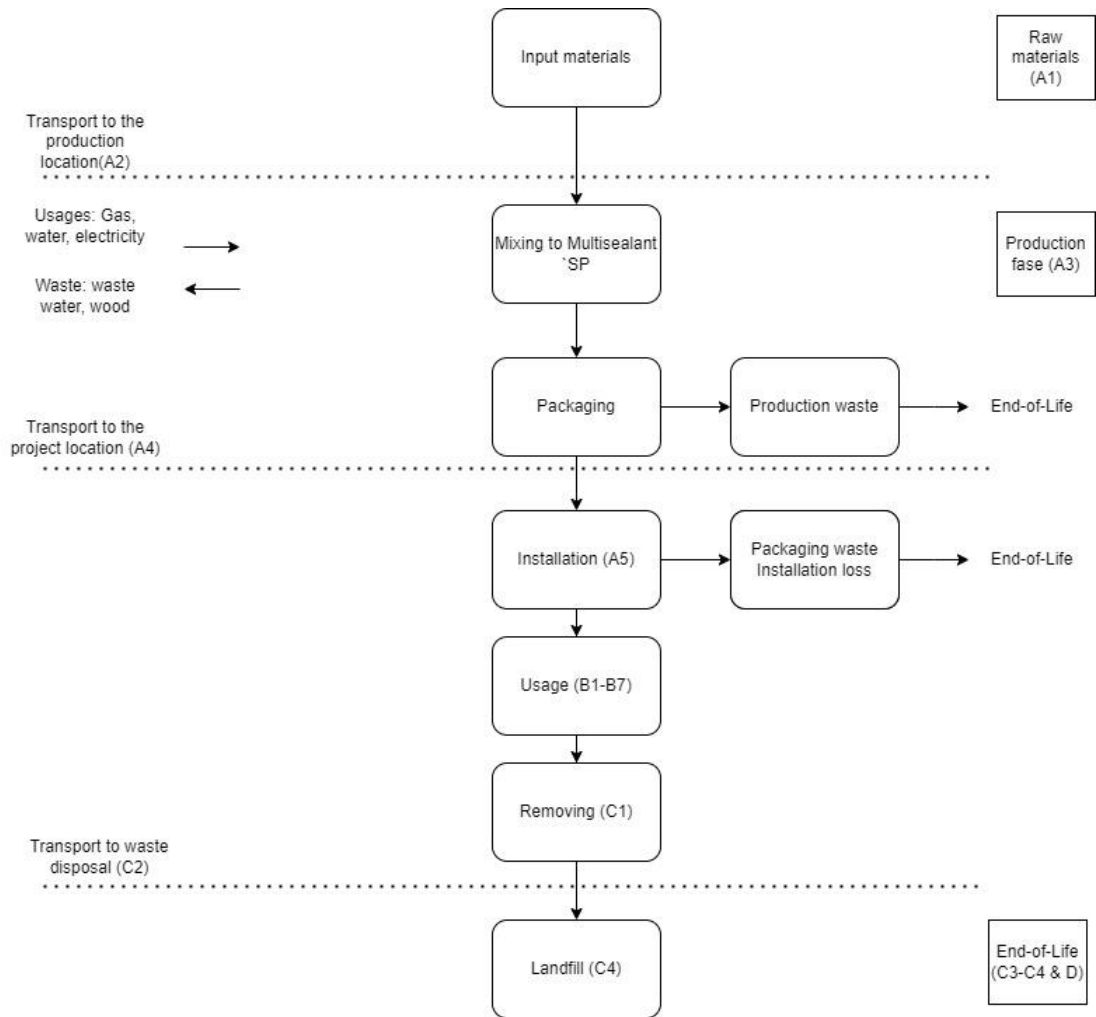 Input materials
Raw
materials
(A1)
Transport to the
production
location(A2)
Usages: Gas,
water, electricity
Waste: waste
water, wood
Mixing to Multisealant
`SP
Production
fase (A3)
Packaging
Production waste
End-of-Life
Transport to the
project location (A4)
Installation (A5)
Packaging waste
Installation loss
End-of-Life
Usage (B1-B7)
Removing (C1)
Transport to waste
disposal (C2)
Landfill (C4)
End-of-Life
(C3-C4 & D)